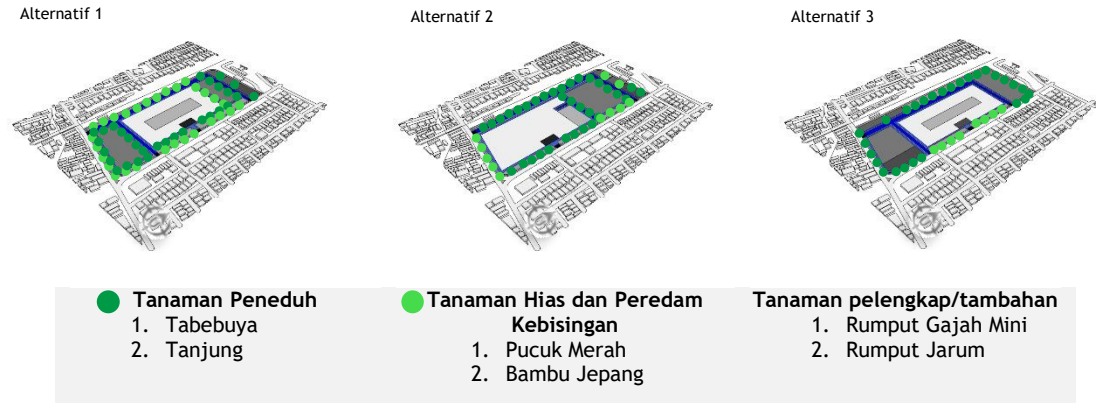 Alternatif 1
Alternatif 2
Alternatif 3
Tanaman Peneduh
1. Tabebuya
2. Tanjung
Tanaman Hias dan Peredam
Kebisingan
1. Pucuk Merah
2. Bambu Jepang
Tanaman pelengkap/tambahan
1. Rumput Gajah Mini
2. Rumput Jarum